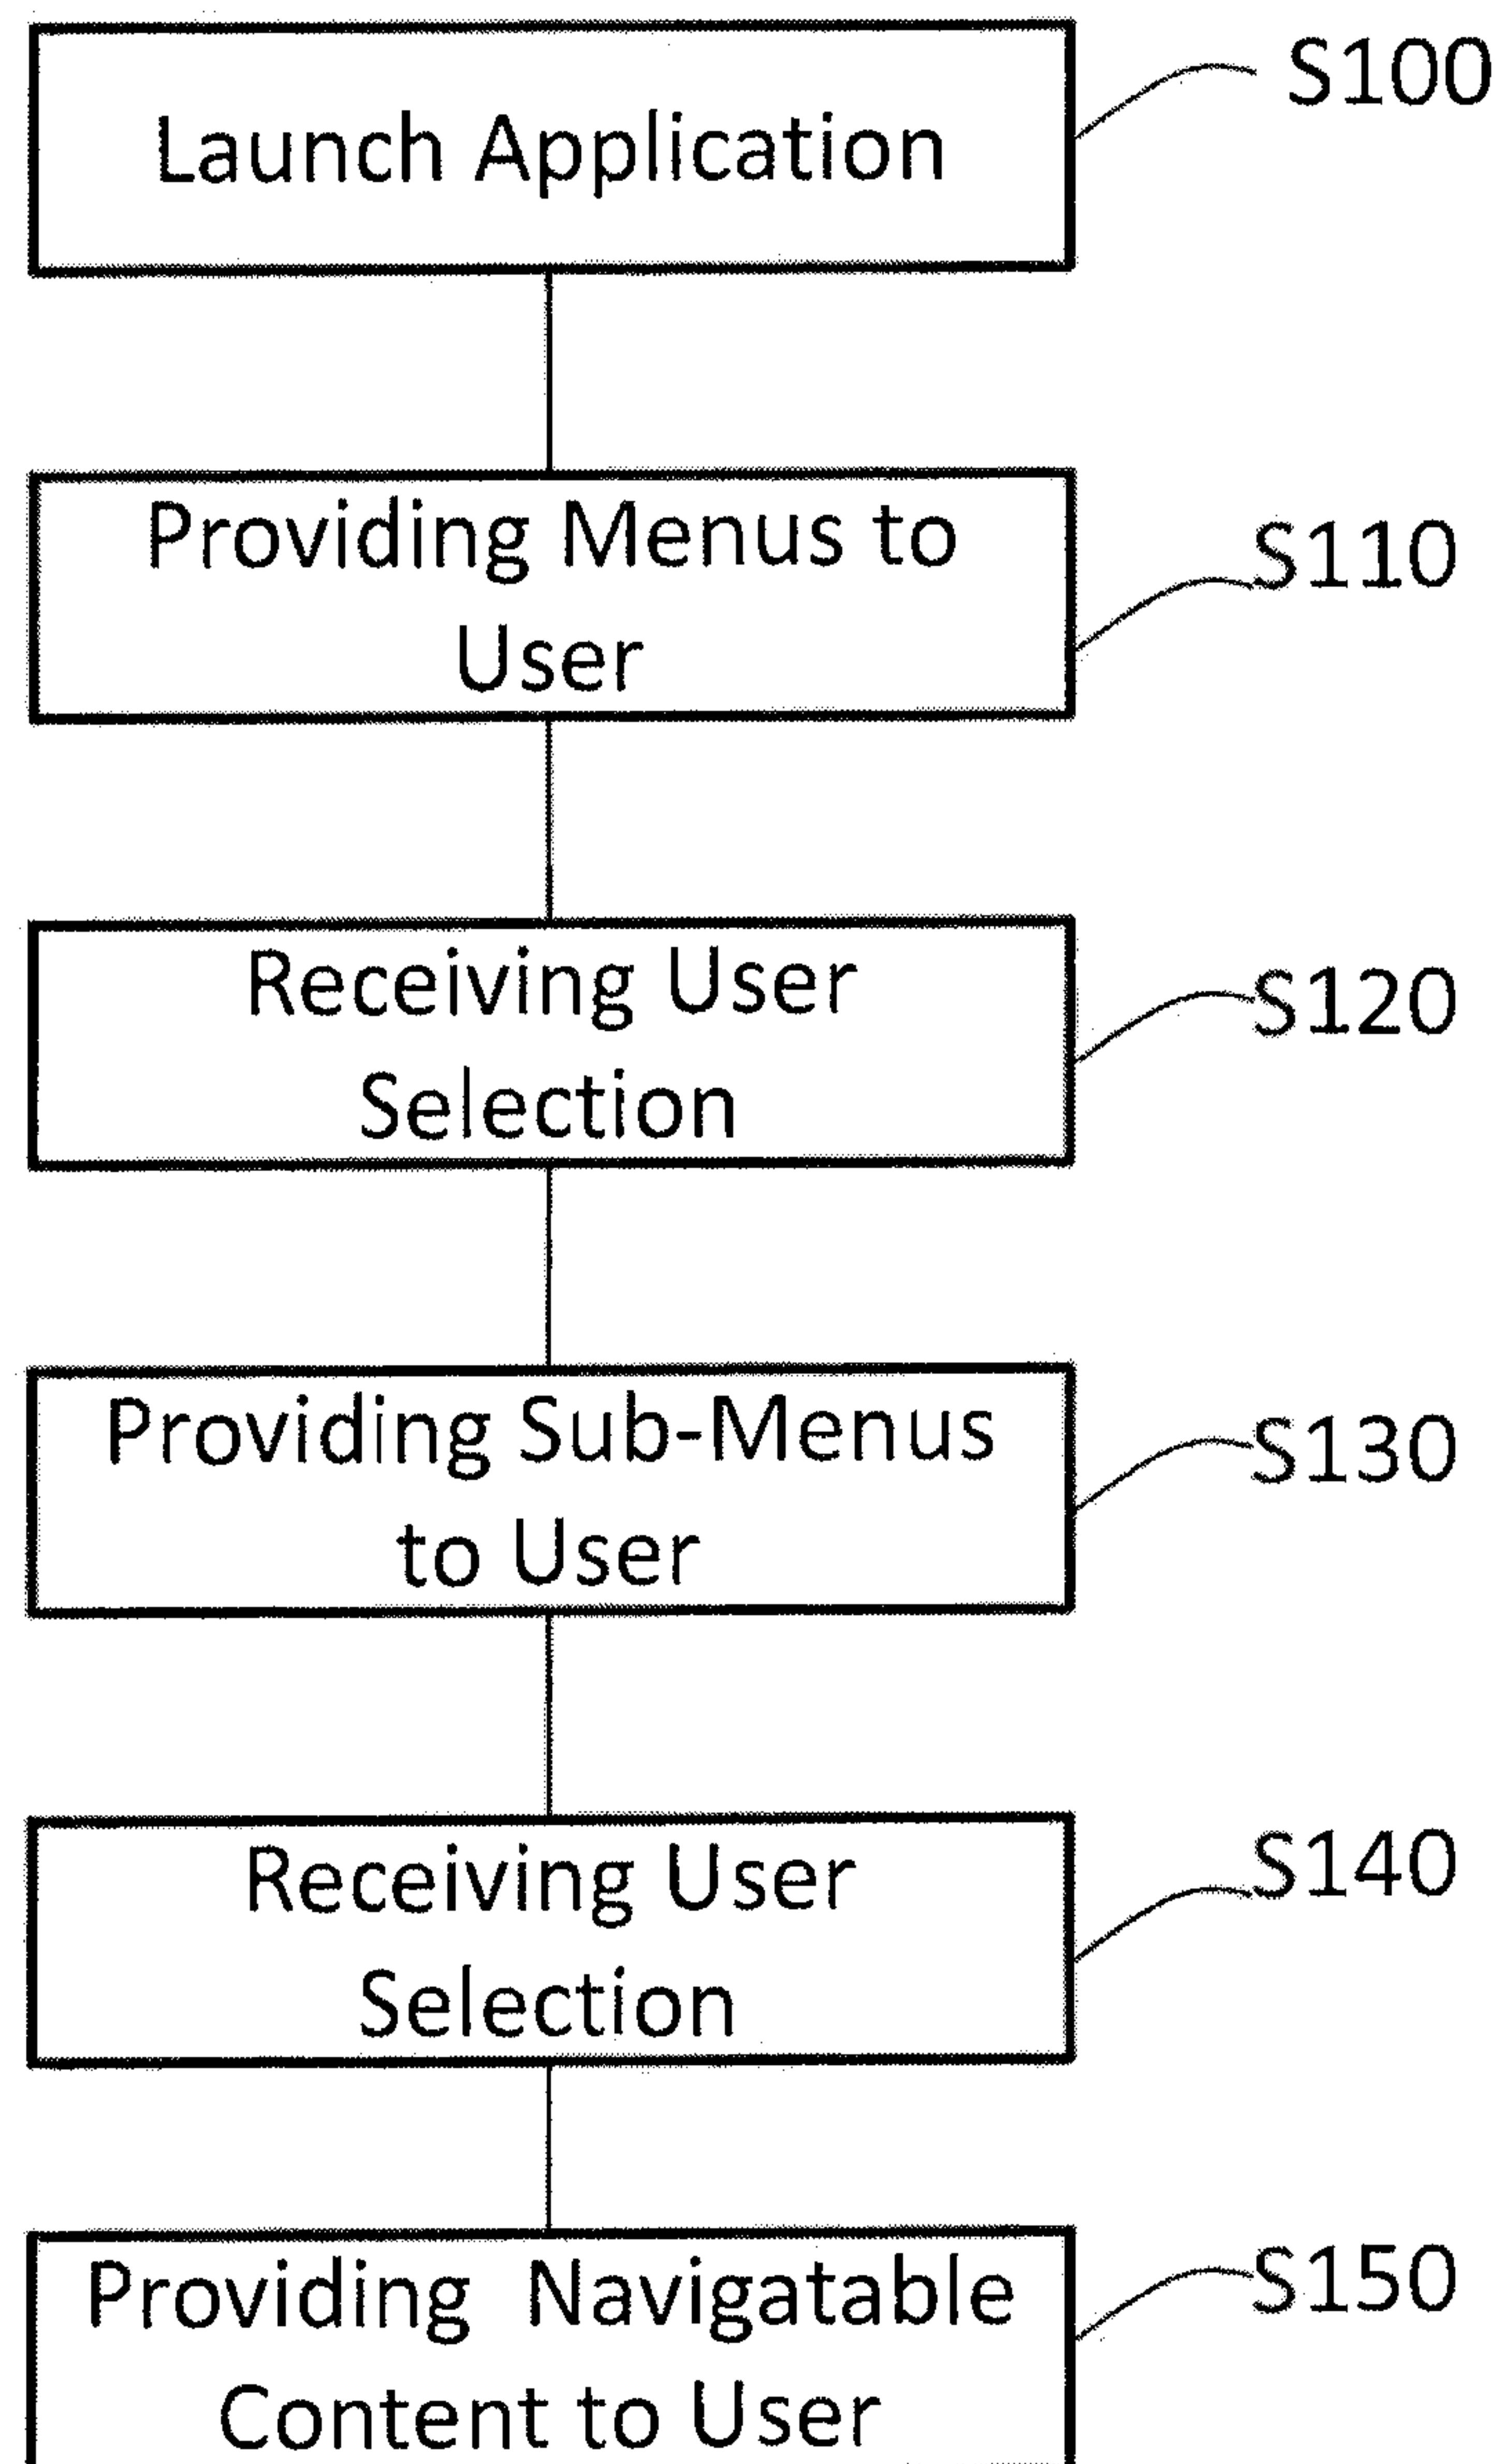 Launch Application
S100
Providing Menus to
User
S110
Receiving User
Selection
S120
Providing Sub-Menus
to User
S130
Receiving User
Selection
S140
Providing Navigatable
Content to User
S150